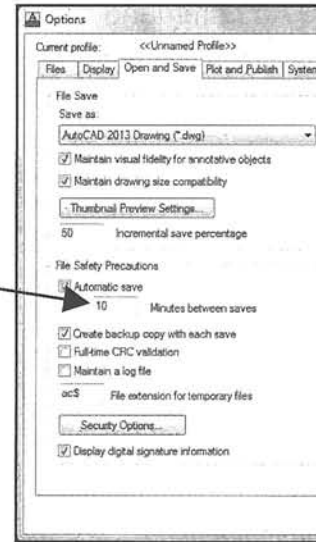 Options
Current profile: <<Unnamed Profile>>
Files Display Open and Save Plot and Publish System
File Save
Save as:
AutoCAD 2013 Drawing (*.dwg)
Maintain visual fidelity for annotative objects
Maintain drawing size compatibility
Thumbnail Preview Settings...
50 Incremental save percentage
File Safety Precautions
Automatic save
10 Minutes between saves
Create backup copy with each save
Full-time CRC validation
Maintain a log file
ac$ File extension for temporary files
Security Options...
Display digital signature information